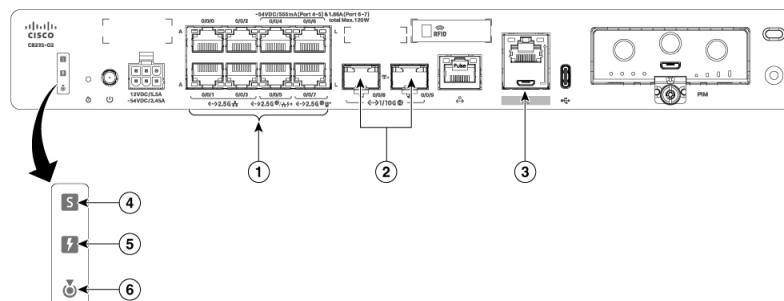 CISCO
C8235-G2
12VDC/5.5A
-54VDC/2.45A
-54VDC/555mA(Port 4-5) & 1.66A(Port 6-7)
total Max. 120W
A 0/0/0 0/0/2 0/0/4 0/0/6 L
A L
0/0/1 0/0/3 0/0/5 0/0/7
2.5G 2.5G 2.5G
RFID
0/0/8 0/0/9
1/10G
Pulse
PIM
1
2
3
S 4
5
6